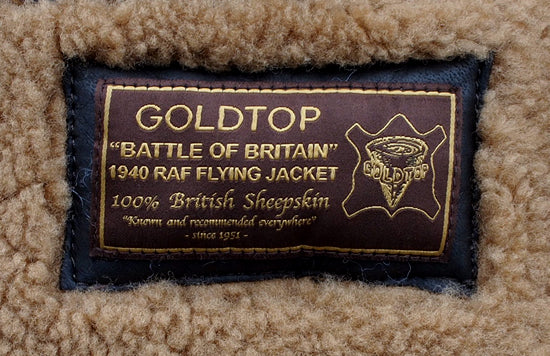 GOLDTOP
“BATTLE OF BRITAIN”
1940 RAF FLYING JACKET
100% British Sheepskin
“Known and recommended everywhere”
- since 1951 -
GOLDTOP